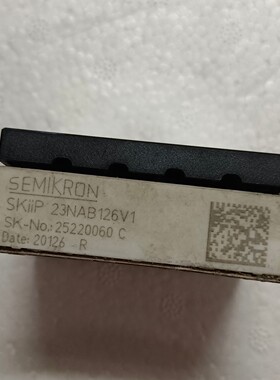 SEMIKRON
SKiiP 23NAB126V1
SK-No.: 25220060 C
Date: 20126 R